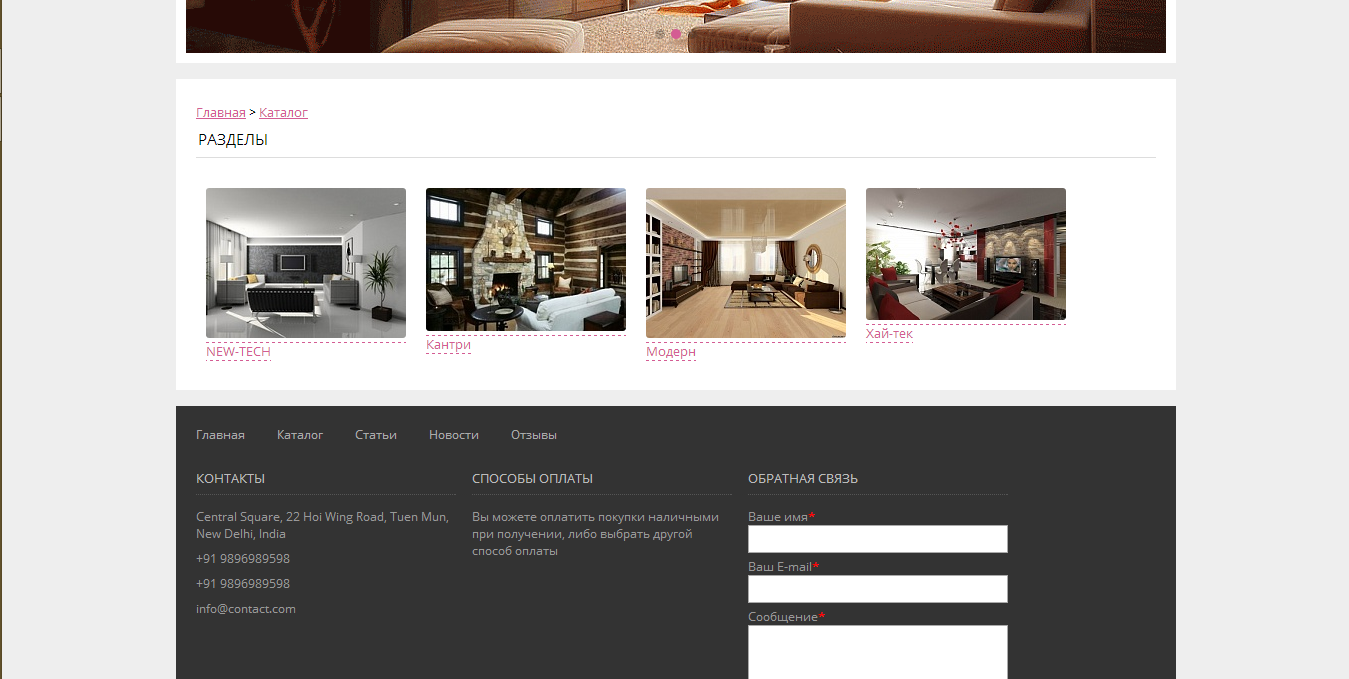 Главная > Каталог
РАЗДЕЛЫ
NEW-TECH
Кантри
Модерн
Хай-тек
Главная Каталог Статьи Новости Отзывы
КОНТАКТЫ
Central Square, 22 Hoi Wing Road, Tuen Mun,
New Delhi, India
+91 9896989598
+91 9896989598
info@contact.com
СПОСОБЫ ОПЛАТЫ
Вы можете оплатить покупки наличными
при получении, либо выбрать другой
способ оплаты
ОБРАТНАЯ СВЯЗЬ
Ваше имя*
Ваш E-mail*
Сообщение*